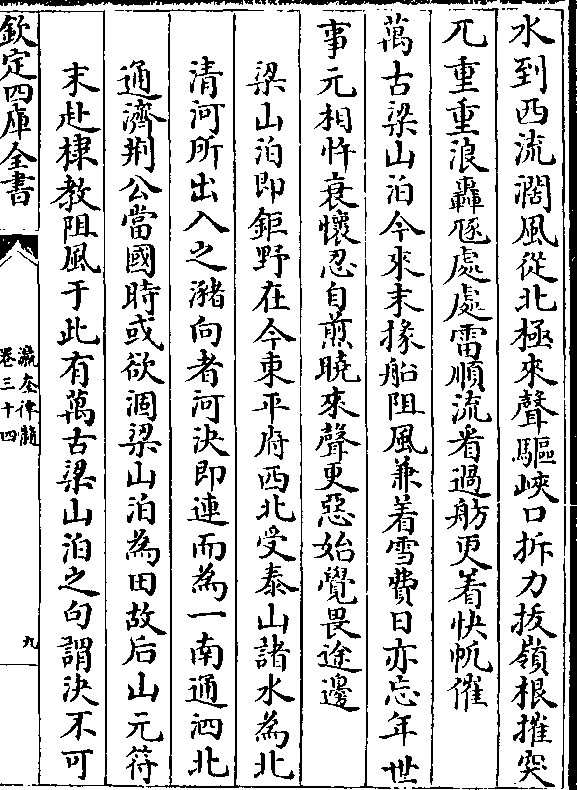 水到西流濶風從北極來聲驅峽口拆力拔嶺根摧突
兀重重浪轟豗處處雷順流看過舫更着快帆催
萬古梁山泊今來末掾船阻風兼着雪費日亦忘年世
事元相忤衰懷忍自煎曉來聲更惡始覺畏途邊
梁山泊即鉅野在今東平府西北受泰山諸水為北
清河所出入之瀦向者河決即連而為一南通泗北
通濟荆公當國時或欲涸梁山泊為田故后山元符
末赴棣教阻風于此有萬古梁山泊之句謂決不可
欽定四庫全書
瀛奎律髓
卷三十四
九